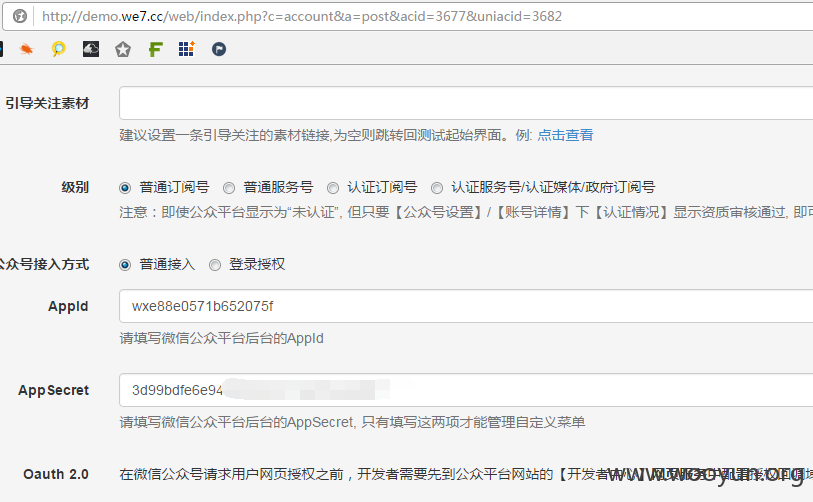 http://demo.we7.cc/web/index.php?c=account&a=post&acid=3677&uniacid=3682
引导关注素材
建议设置一条引导关注的素材链接,为空则跳转回测试起始界面。例: 点击查看
级别 普通订阅号 普通服务号 认证订阅号 认证服务号/认证媒体/政府订阅号
注意：即使公众平台显示为“未认证”, 但只要【公众号设置】/【账号详情】下【认证情况】显示资质审核通过, 即可
公众号接入方式 普通接入 登录授权
AppId wxe88e0571b652075f
请填写微信公众平台后台的AppId
AppSecret 3d99bdfe6e94
请填写微信公众平台后台的AppSecret, 只有填写这两项才能管理自定义菜单
Oauth 2.0 在微信公众号请求用户网页授权之前，开发者需要先到公众平台网站的【开发者
www.wooyun.org